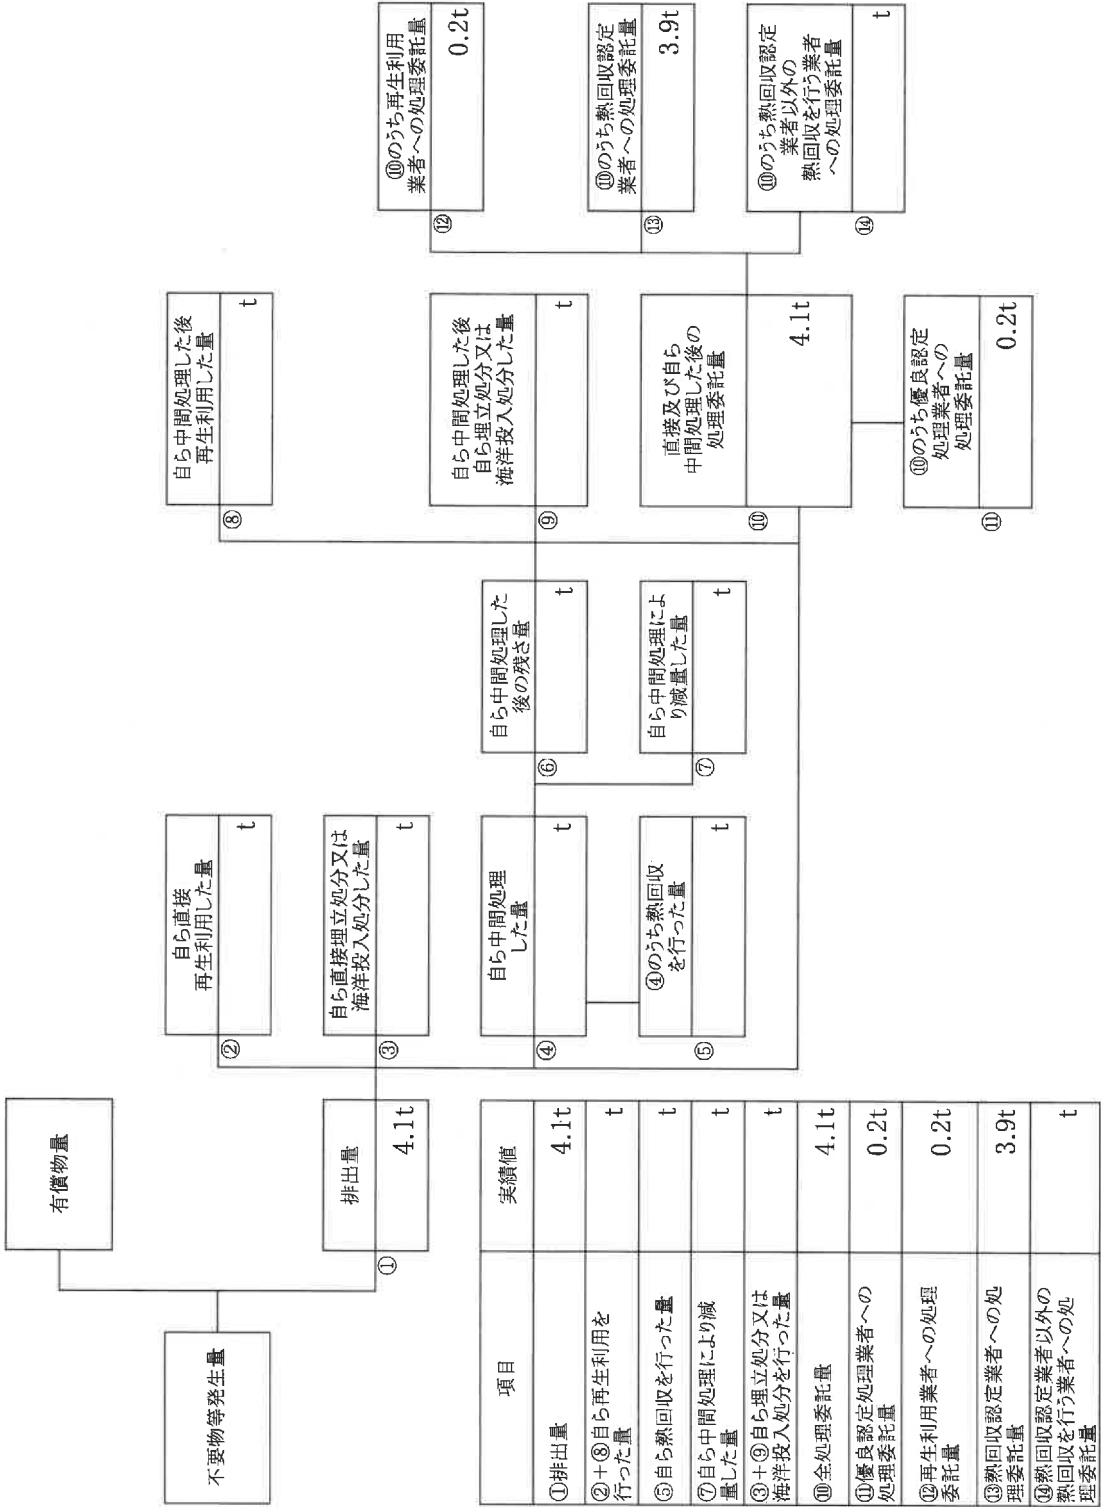 不要物等発生量
有償物量
排出量
①
4.1t
自ら直接
再生利用した量
②
t
自ら直接埋立処分又は
海洋投入処分した量
③
t
自ら中間処理
した量
④
t
④のうち熱回収
を行った量
⑤
t
自ら中間処理した
後の残さ量
⑥
t
自ら中間処理によ
り減量した量
⑦
t
自ら中間処理した後
再生利用した量
⑧
t
自ら中間処理した後
自ら埋立処分又は
海洋投入処分した量
⑨
t
直接及び自ら
中間処理した後の
処理委託量
⑩
4.1t
⑩のうち優良認定
処理業者への
処理委託量
⑪
0.2t
⑩のうち再生利用
業者への処理委託量
⑫
0.2t
⑩のうち熱回収認定
業者への処理委託量
⑬
3.9t
⑩のうち熱回収認定
業者以外の
熱回収を行う業者
への処理委託量
⑭
t
項目 実績値
①排出量 4.1t
②+⑧自ら再生利用を
行った量 t
⑤自ら熱回収を行った量 t
⑦自ら中間処理により減
量した量 t
③+⑨自ら埋立処分又は
海洋投入処分を行った量 t
⑩全処理委託量 4.1t
⑪優良認定処理業者への
処理委託量 0.2t
⑫再生利用業者への処理
委託量 0.2t
⑬熱回収認定業者への処
理委託量 3.9t
⑭熱回収認定業者以外の
熱回収を行う業者への処
理委託量 t